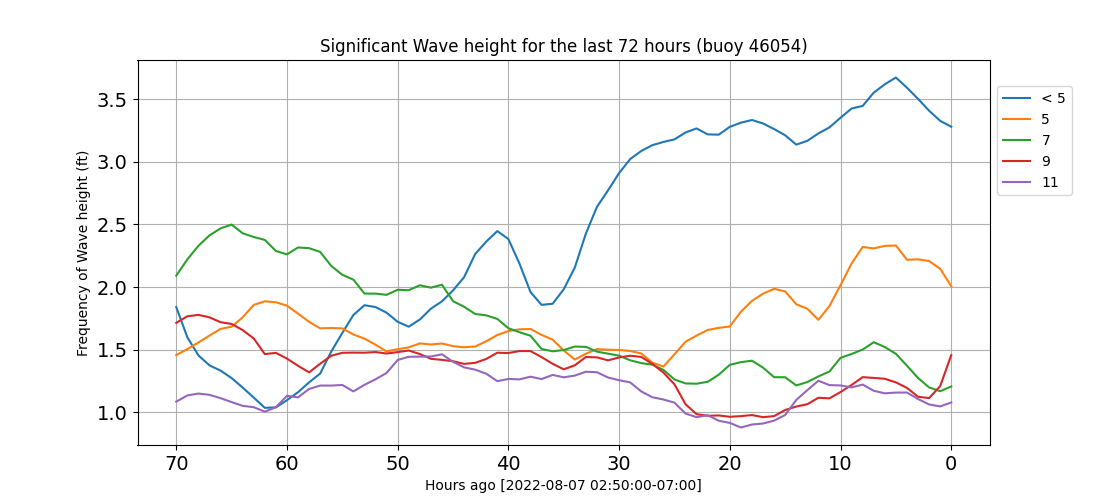 Significant Wave height for the last 72 hours (buoy 46054)
Frequency of Wave height (ft)
3.5
3.0
2.5
2.0
1.5
1.0
70 60 50 40 30 20 10 0
Hours ago [2022-08-07 02:50:00-07:00]
< 5
5
7
9
11